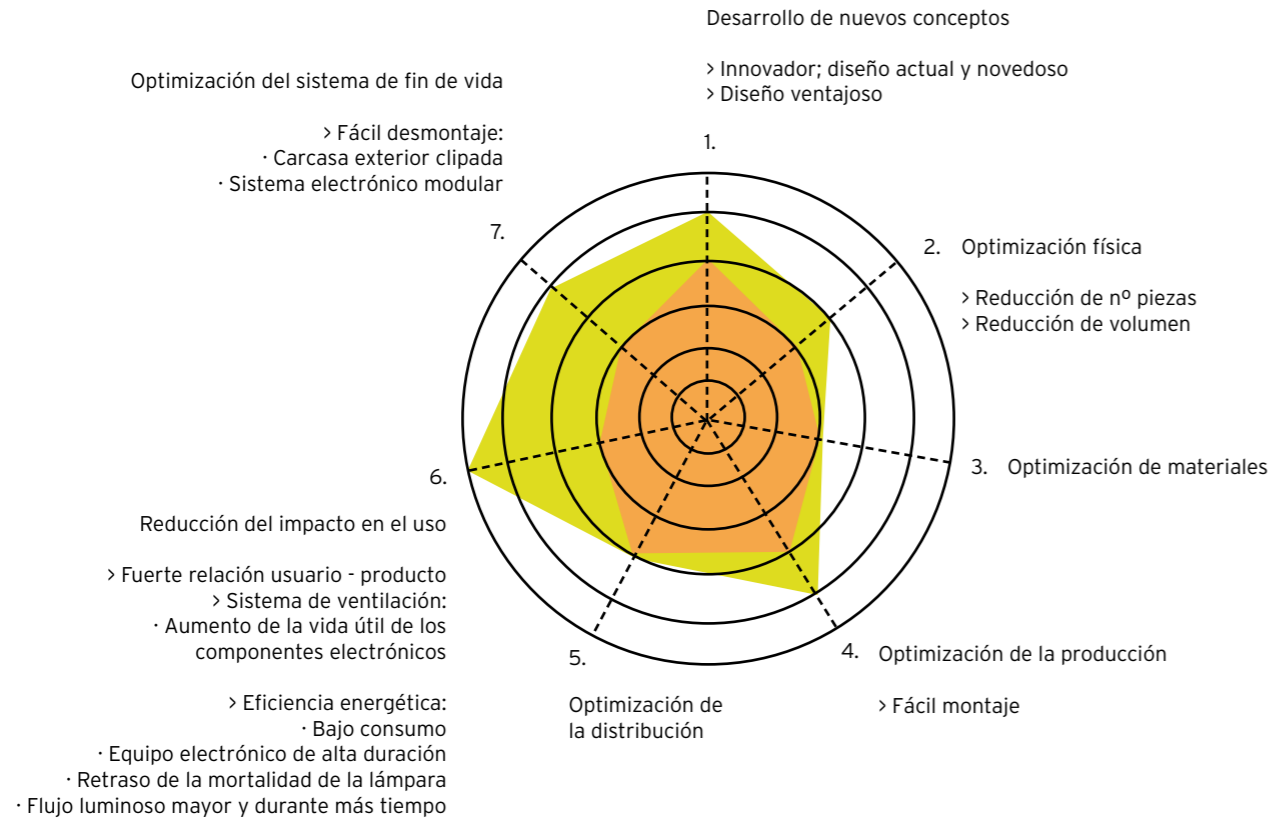 Desarrollo de nuevos conceptos
> Innovador; diseño actual y novedoso
> Diseño ventajoso
1.
2. Optimización física
> Reducción de nº piezas
> Reducción de volumen
3. Optimización de materiales
4. Optimización de la producción
> Fácil montaje
5.
Optimización de
la distribución
6.
Reducción del impacto en el uso
> Fuerte relación usuario - producto
> Sistema de ventilación:
· Aumento de la vida útil de los
componentes electrónicos
> Eficiencia energética:
· Bajo consumo
· Equipo electrónico de alta duración
· Retraso de la mortalidad de la lámpara
· Flujo luminoso mayor y durante más tiempo
Optimización del sistema de fin de vida
> Fácil desmontaje:
· Carcasa exterior clipada
· Sistema electrónico modular
7.